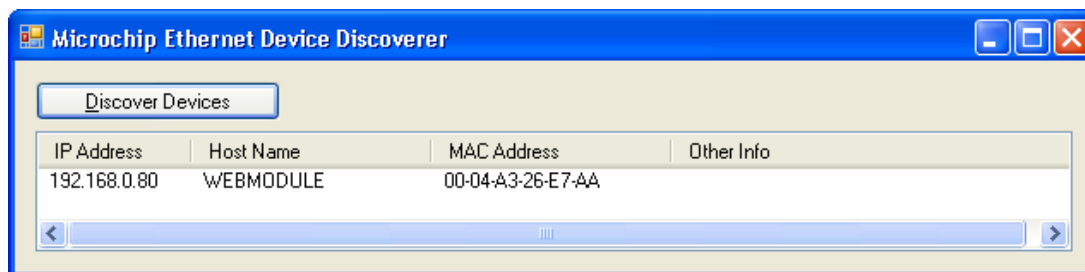 Microchip Ethernet Device Discoverer
Discover Devices
IP Address Host Name MAC Address Other Info
192.168.0.80 WEBMODULE 00-04-A3-26-E7-AA